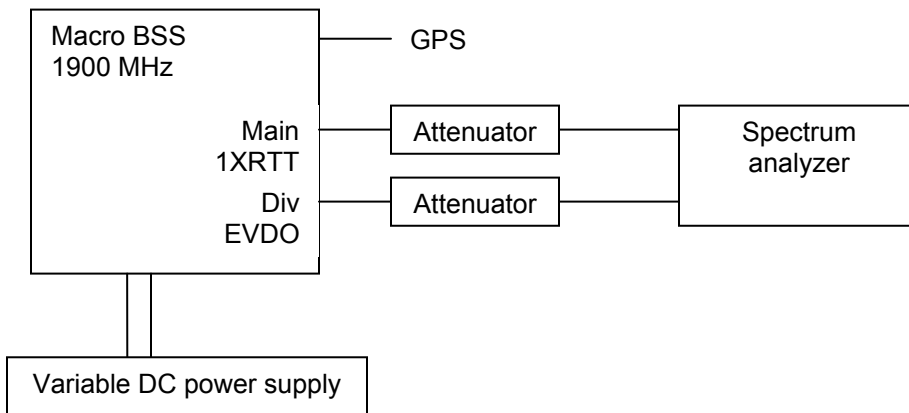 Macro BSS
1900 MHz
GPS
Main
1XRTT
Attenuator
Spectrum
analyzer
Div
EVDO
Attenuator
Variable DC power supply